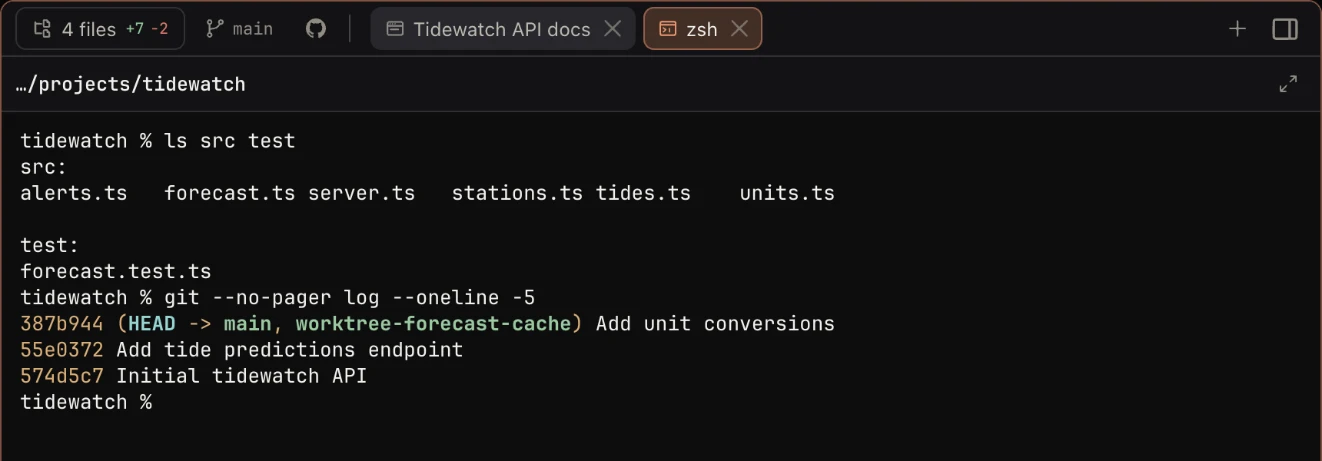 4 files +7 -2 main Tidewatch API docs zsh
…/projects/tidewatch
tidewatch % ls src test
src:
alerts.ts forecast.ts server.ts stations.ts tides.ts units.ts
test:
forecast.test.ts
tidewatch % git --no-pager log --oneline -5
387b944 (HEAD -> main, worktree-forecast-cache) Add unit conversions
55e0372 Add tide predictions endpoint
574d5c7 Initial tidewatch API
tidewatch %